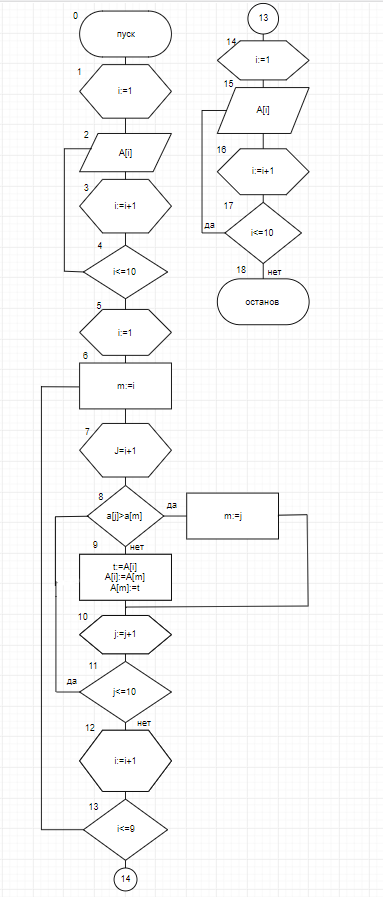 0
пуск
1
i:=1
2
A[i]
3
i:=i+1
4
i<=10
5
i:=1
6
m:=i
7
J=i+1
8
a[j]>a[m]
да
m:=j
нет
9
t:=A[i]
A[i]:=A[m]
A[m]:=t
10
j:=j+1
11
j<=10
да
нет
12
i:=i+1
13
i<=9
14
13
14
i:=1
15
A[i]
16
i:=i+1
17
i<=10
да
нет
18
останов